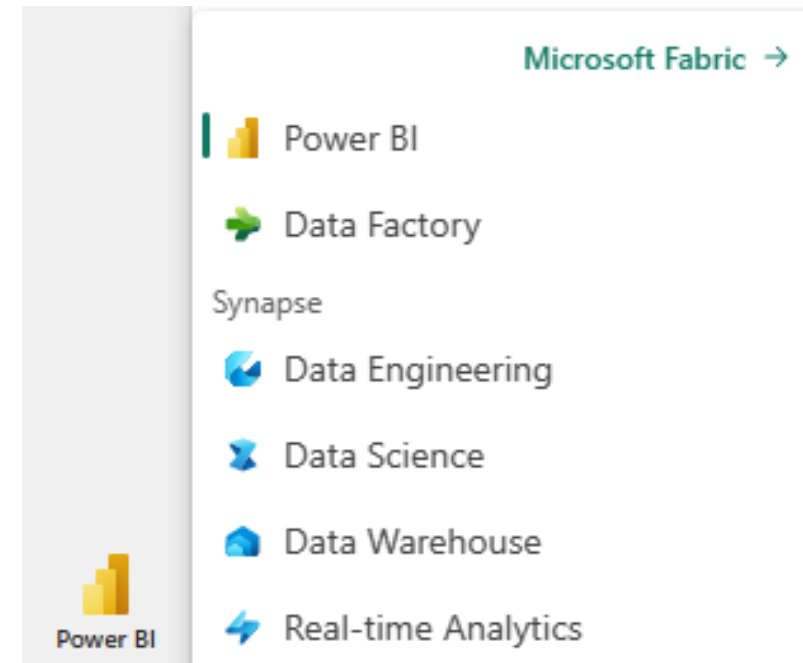 Microsoft Fabric →
Power BI
Data Factory
Synapse
Data Engineering
Data Science
Data Warehouse
Real-time Analytics
Power BI